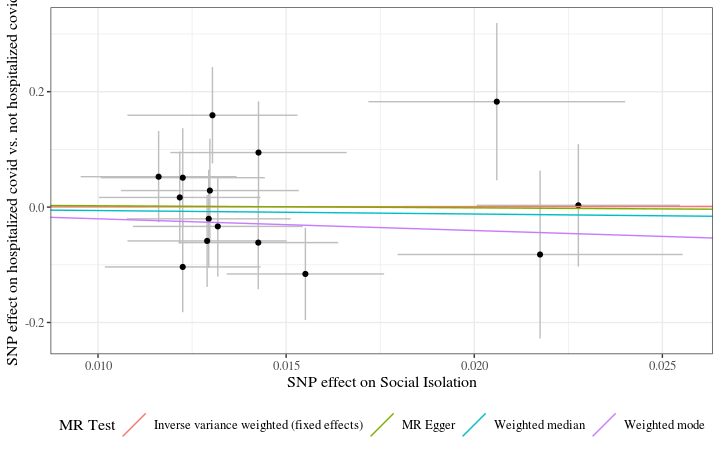 SNP effect on hospitalized covid vs. not hospitalized covid
0.2
0.0
-0.2
0.010
0.015
0.020
0.025
SNP effect on Social Isolation
MR Test
Inverse variance weighted (fixed effects)
MR Egger
Weighted median
Weighted mode